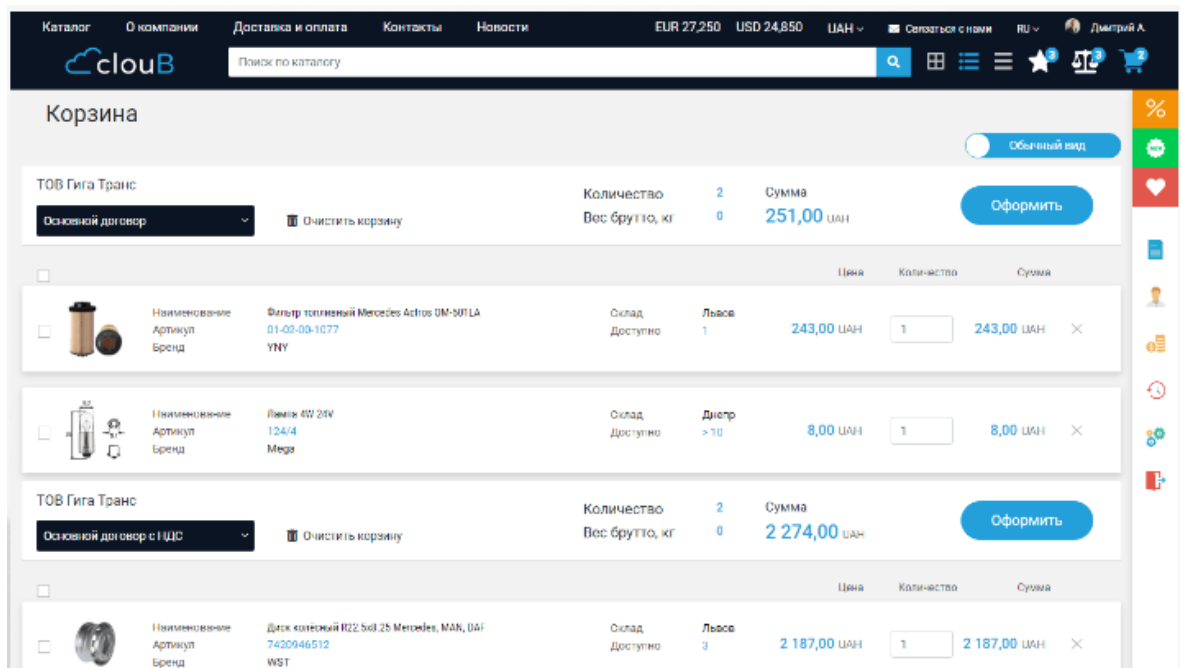 Каталог О компании Доставка и оплата Контакты Новости EUR 27,250 USD 24,850 UAH Связаться с нами RU Дмитрий А.
clouB Поиск по каталогу 3 3 2
Корзина
%
Обычный вид
NEW
ТОВ Гига Транс
Количество 2 Сумма
Основной договор Очистить корзину Вес брутто, кг 0 251,00 UAH Оформить
Цена Количество Сумма
Наименование Фильтр топливный Mercedes Actros OM-501LA Склад Львов
Артикул 01-02-00-1077 Доступно 1 243,00 UAH 1 243,00 UAH
Бренд YNY
Наименование Лампа 4W 24V Склад Днепр
Артикул 124/4 Доступно > 10 8,00 UAH 1 8,00 UAH
Бренд Mega
ТОВ Гига Транс
Количество 2 Сумма
Основной договор с НДС Очистить корзину Вес брутто, кг 0 2 274,00 UAH Оформить
Цена Количество Сумма
Наименование Диск колёсный R22.5x8.25 Mercedes, MAN, DAF Склад Львов
Артикул 7420946512 Доступно 3 2 187,00 UAH 1 2 187,00 UAH
Бренд WST